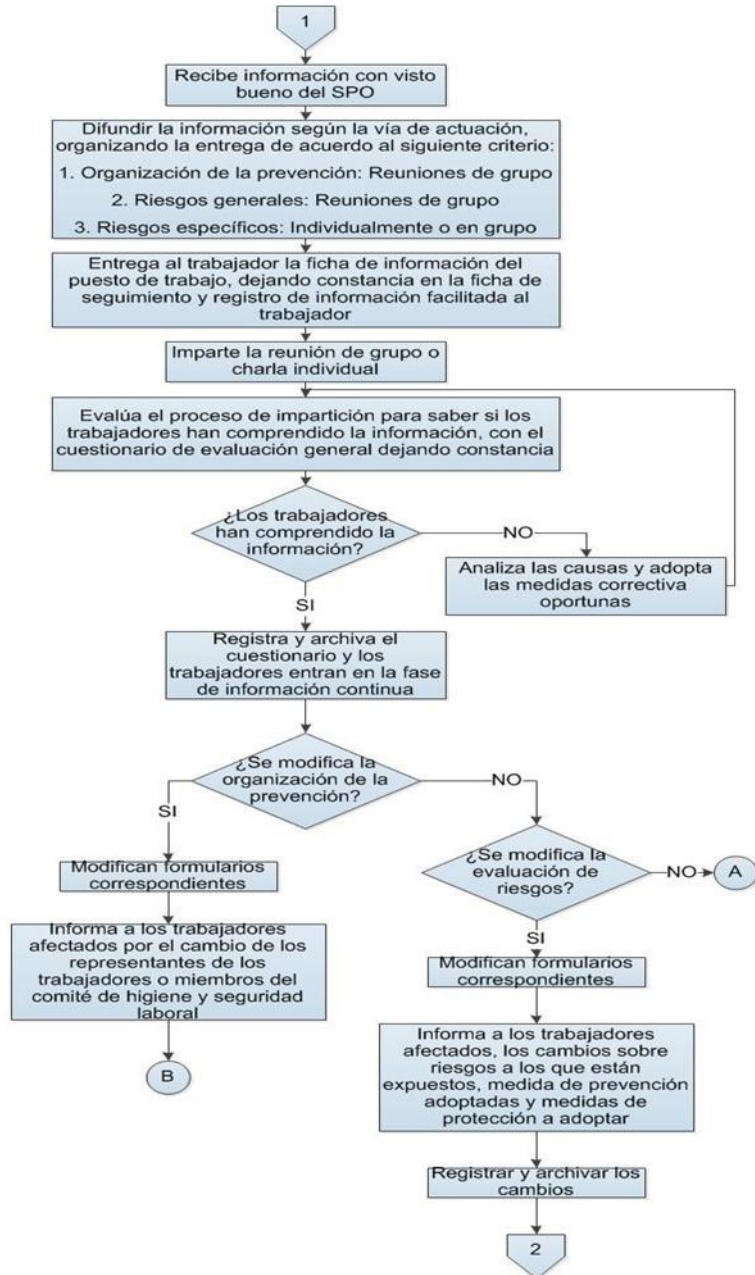 1
Recibe información con visto
bueno del SPO
Difundir la información según la vía de actuación,
organizando la entrega de acuerdo al siguiente criterio:
1. Organización de la prevención: Reuniones de grupo
2. Riesgos generales: Reuniones de grupo
3. Riesgos específicos: Individualmente o en grupo
Entrega al trabajador la ficha de información del
puesto de trabajo, dejando constancia en la ficha de
seguimiento y registro de información facilitada al
trabajador
Imparte la reunión de grupo o
charla individual
Evalúa el proceso de impartición para saber si los
trabajadores han comprendido la información, con el
cuestionario de evaluación general dejando constancia
¿Los trabajadores
han comprendido la
información?
NO
Analiza las causas y adopta
las medidas correctiva
oportunas
SI
Registra y archiva el
cuestionario y los
trabajadores entran en la fase
de información continua
¿Se modifica la
organización de la
prevención?
SI
NO
Modifican formularios
correspondientes
Informa a los trabajadores
afectados por el cambio de los
representantes de los
trabajadores o miembros del
comité de higiene y seguridad
laboral
B
¿Se modifica la
evaluación de
riesgos?
NO
A
SI
Modifican formularios
correspondientes
Informa a los trabajadores
afectados, los cambios sobre
riesgos a los que están
expuestos, medida de prevención
adoptadas y medidas de
protección a adoptar
Registrar y archivar los
cambios
2